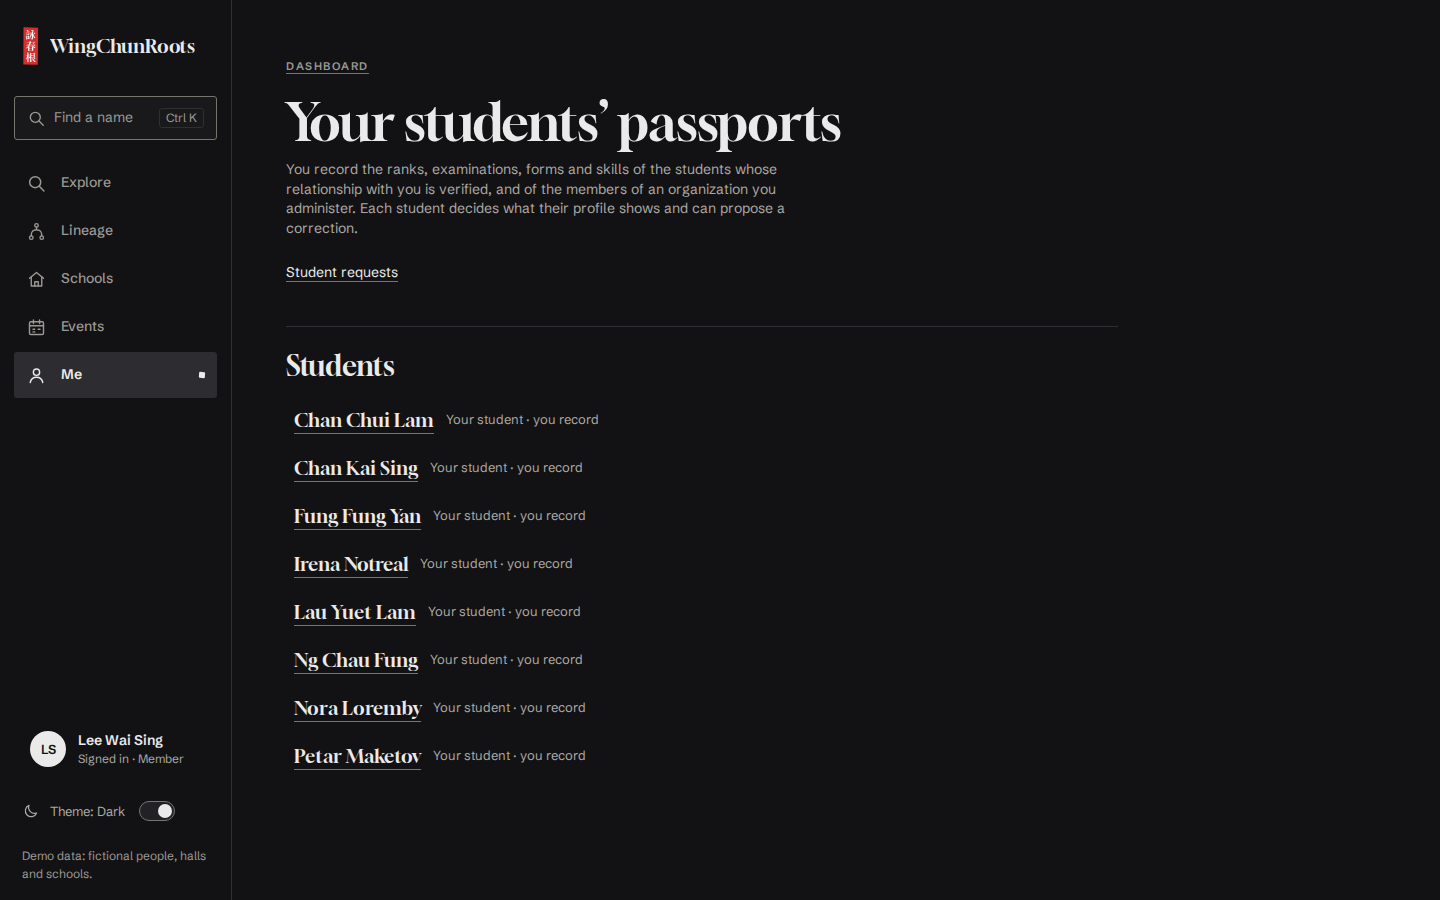 詠春根
WingChunRoots
Find a name
Ctrl K
Explore
Lineage
Schools
Events
Me
LS
Lee Wai Sing
Signed in · Member
Theme: Dark
Demo data: fictional people, halls
and schools.
DASHBOARD
Your students’ passports
You record the ranks, examinations, forms and skills of the students whose
relationship with you is verified, and of the members of an organization you
administer. Each student decides what their profile shows and can propose a
correction.
Student requests
Students
Chan Chui Lam Your student · you record
Chan Kai Sing Your student · you record
Fung Fung Yan Your student · you record
Irena Notreal Your student · you record
Lau Yuet Lam Your student · you record
Ng Chau Fung Your student · you record
Nora Loremby Your student · you record
Petar Maketov Your student · you record